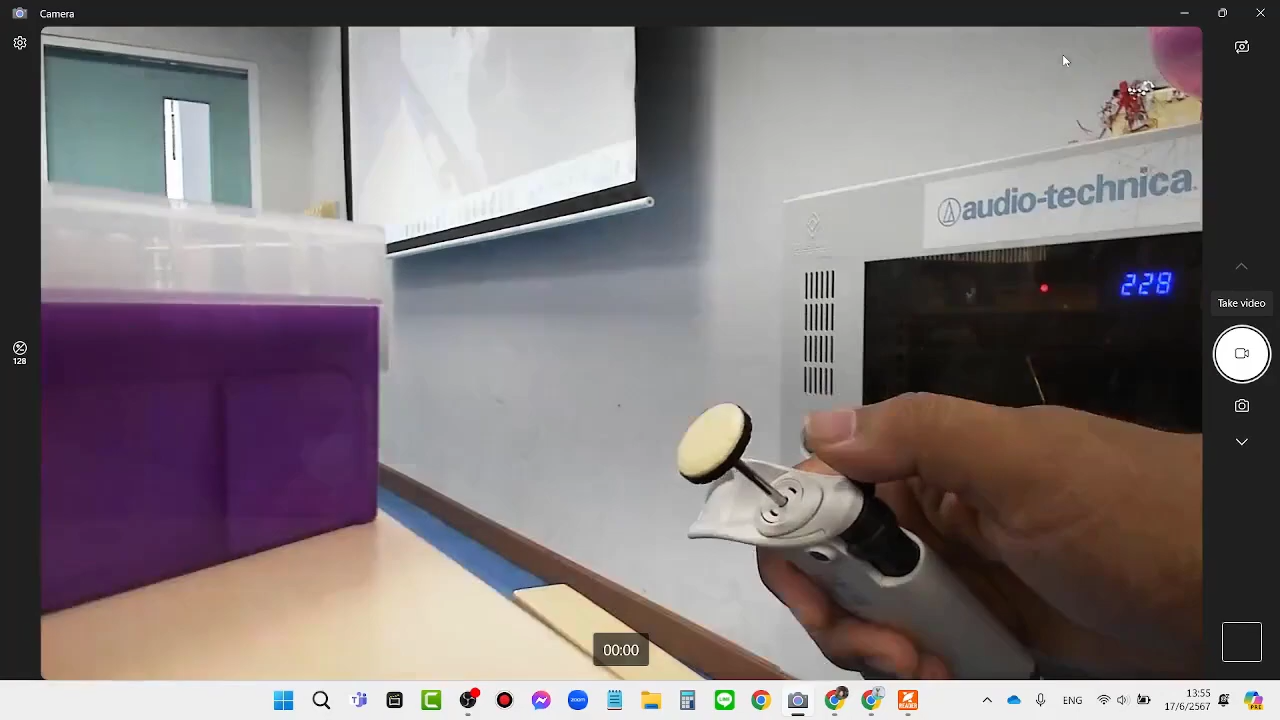 Camera
audio-technica
228
Take video
128
00:00
ENG
13:55
17/6/2567